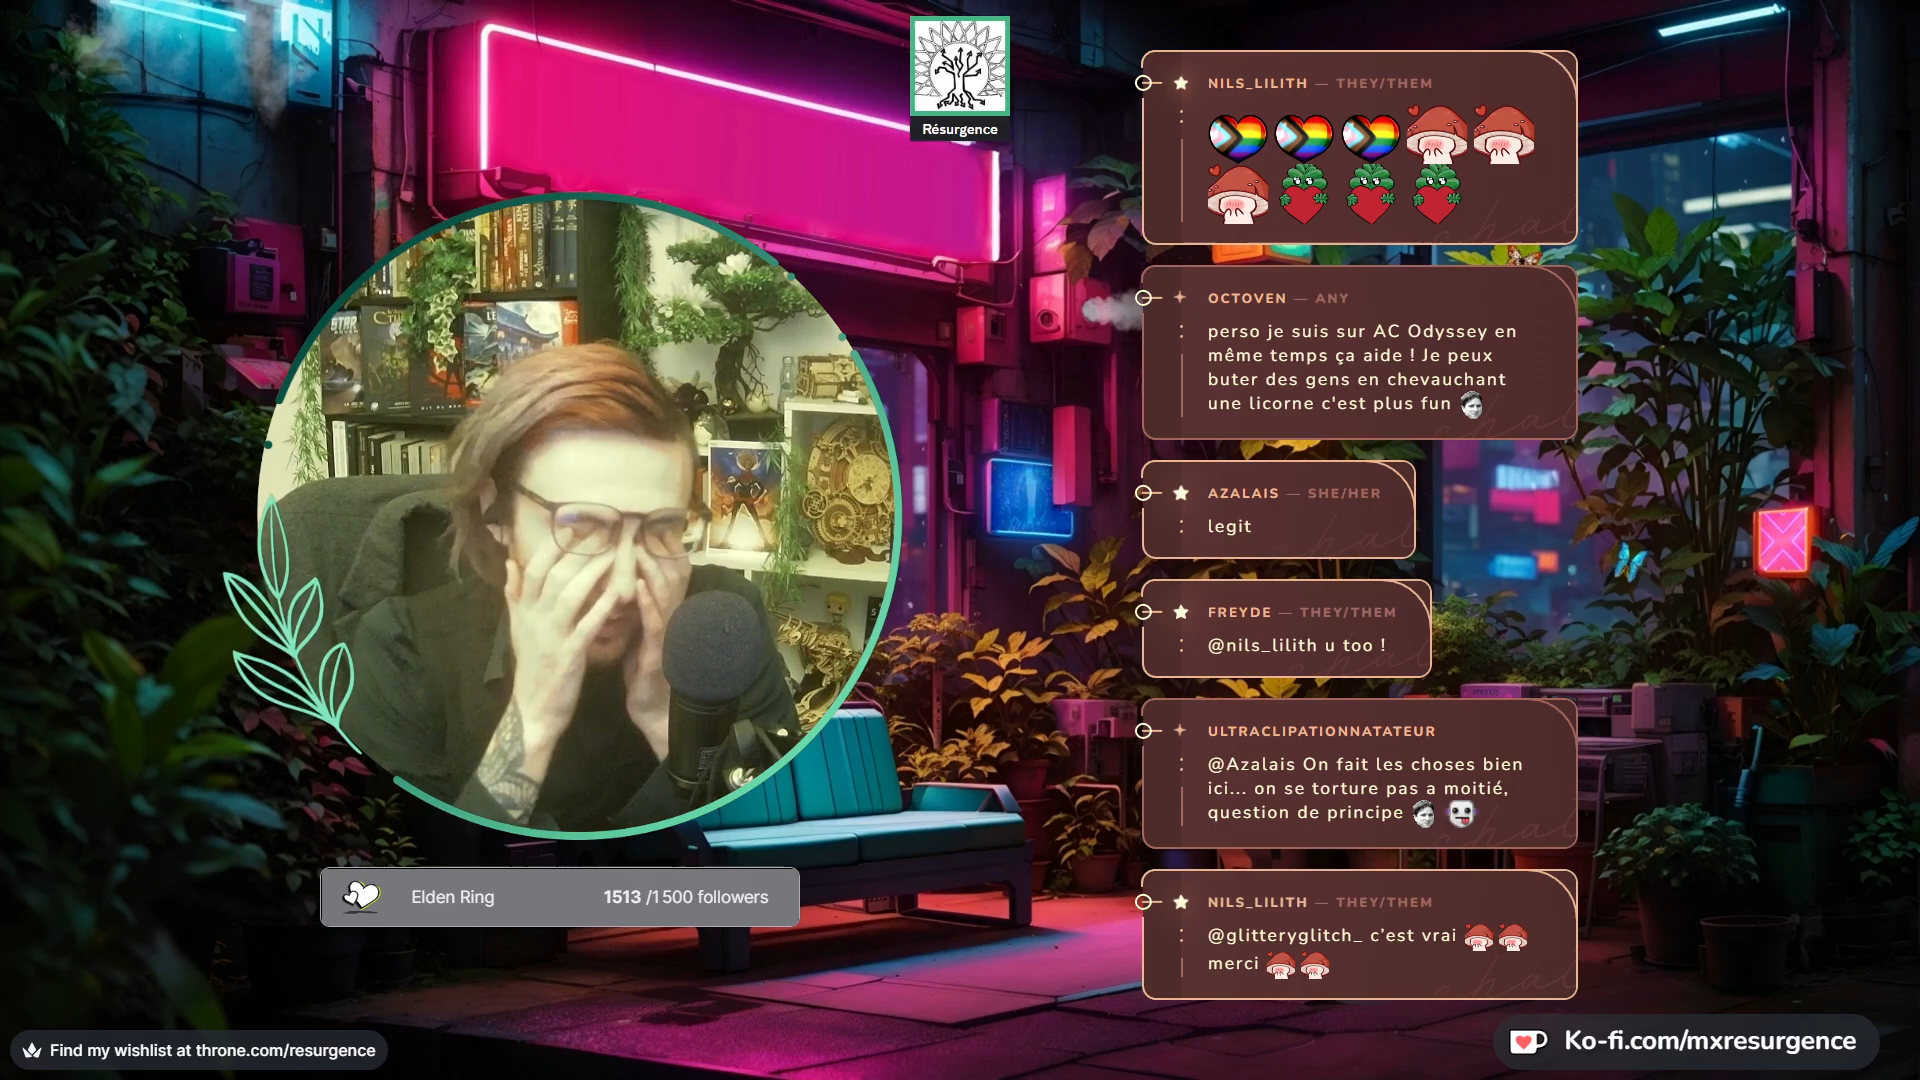 Résurgence
NILS_LILITH — THEY/THEM
OCTOVEN — ANY
perso je suis sur AC Odyssey en
même temps ça aide ! Je peux
buter des gens en chevauchant
une licorne c'est plus fun
AZALAIS — SHE/HER
legit
FREYDE — THEY/THEM
@nils_lilith u too !
ULTRACLIPATIONNATATEUR
@Azalais On fait les choses bien
ici... on se torture pas a moitié,
question de principe
NILS_LILITH — THEY/THEM
@glitteryglitch_ c’est vrai
merci
Elden Ring 1513 /1 500 followers
Find my wishlist at throne.com/resurgence
Ko-fi.com/mxresurgence